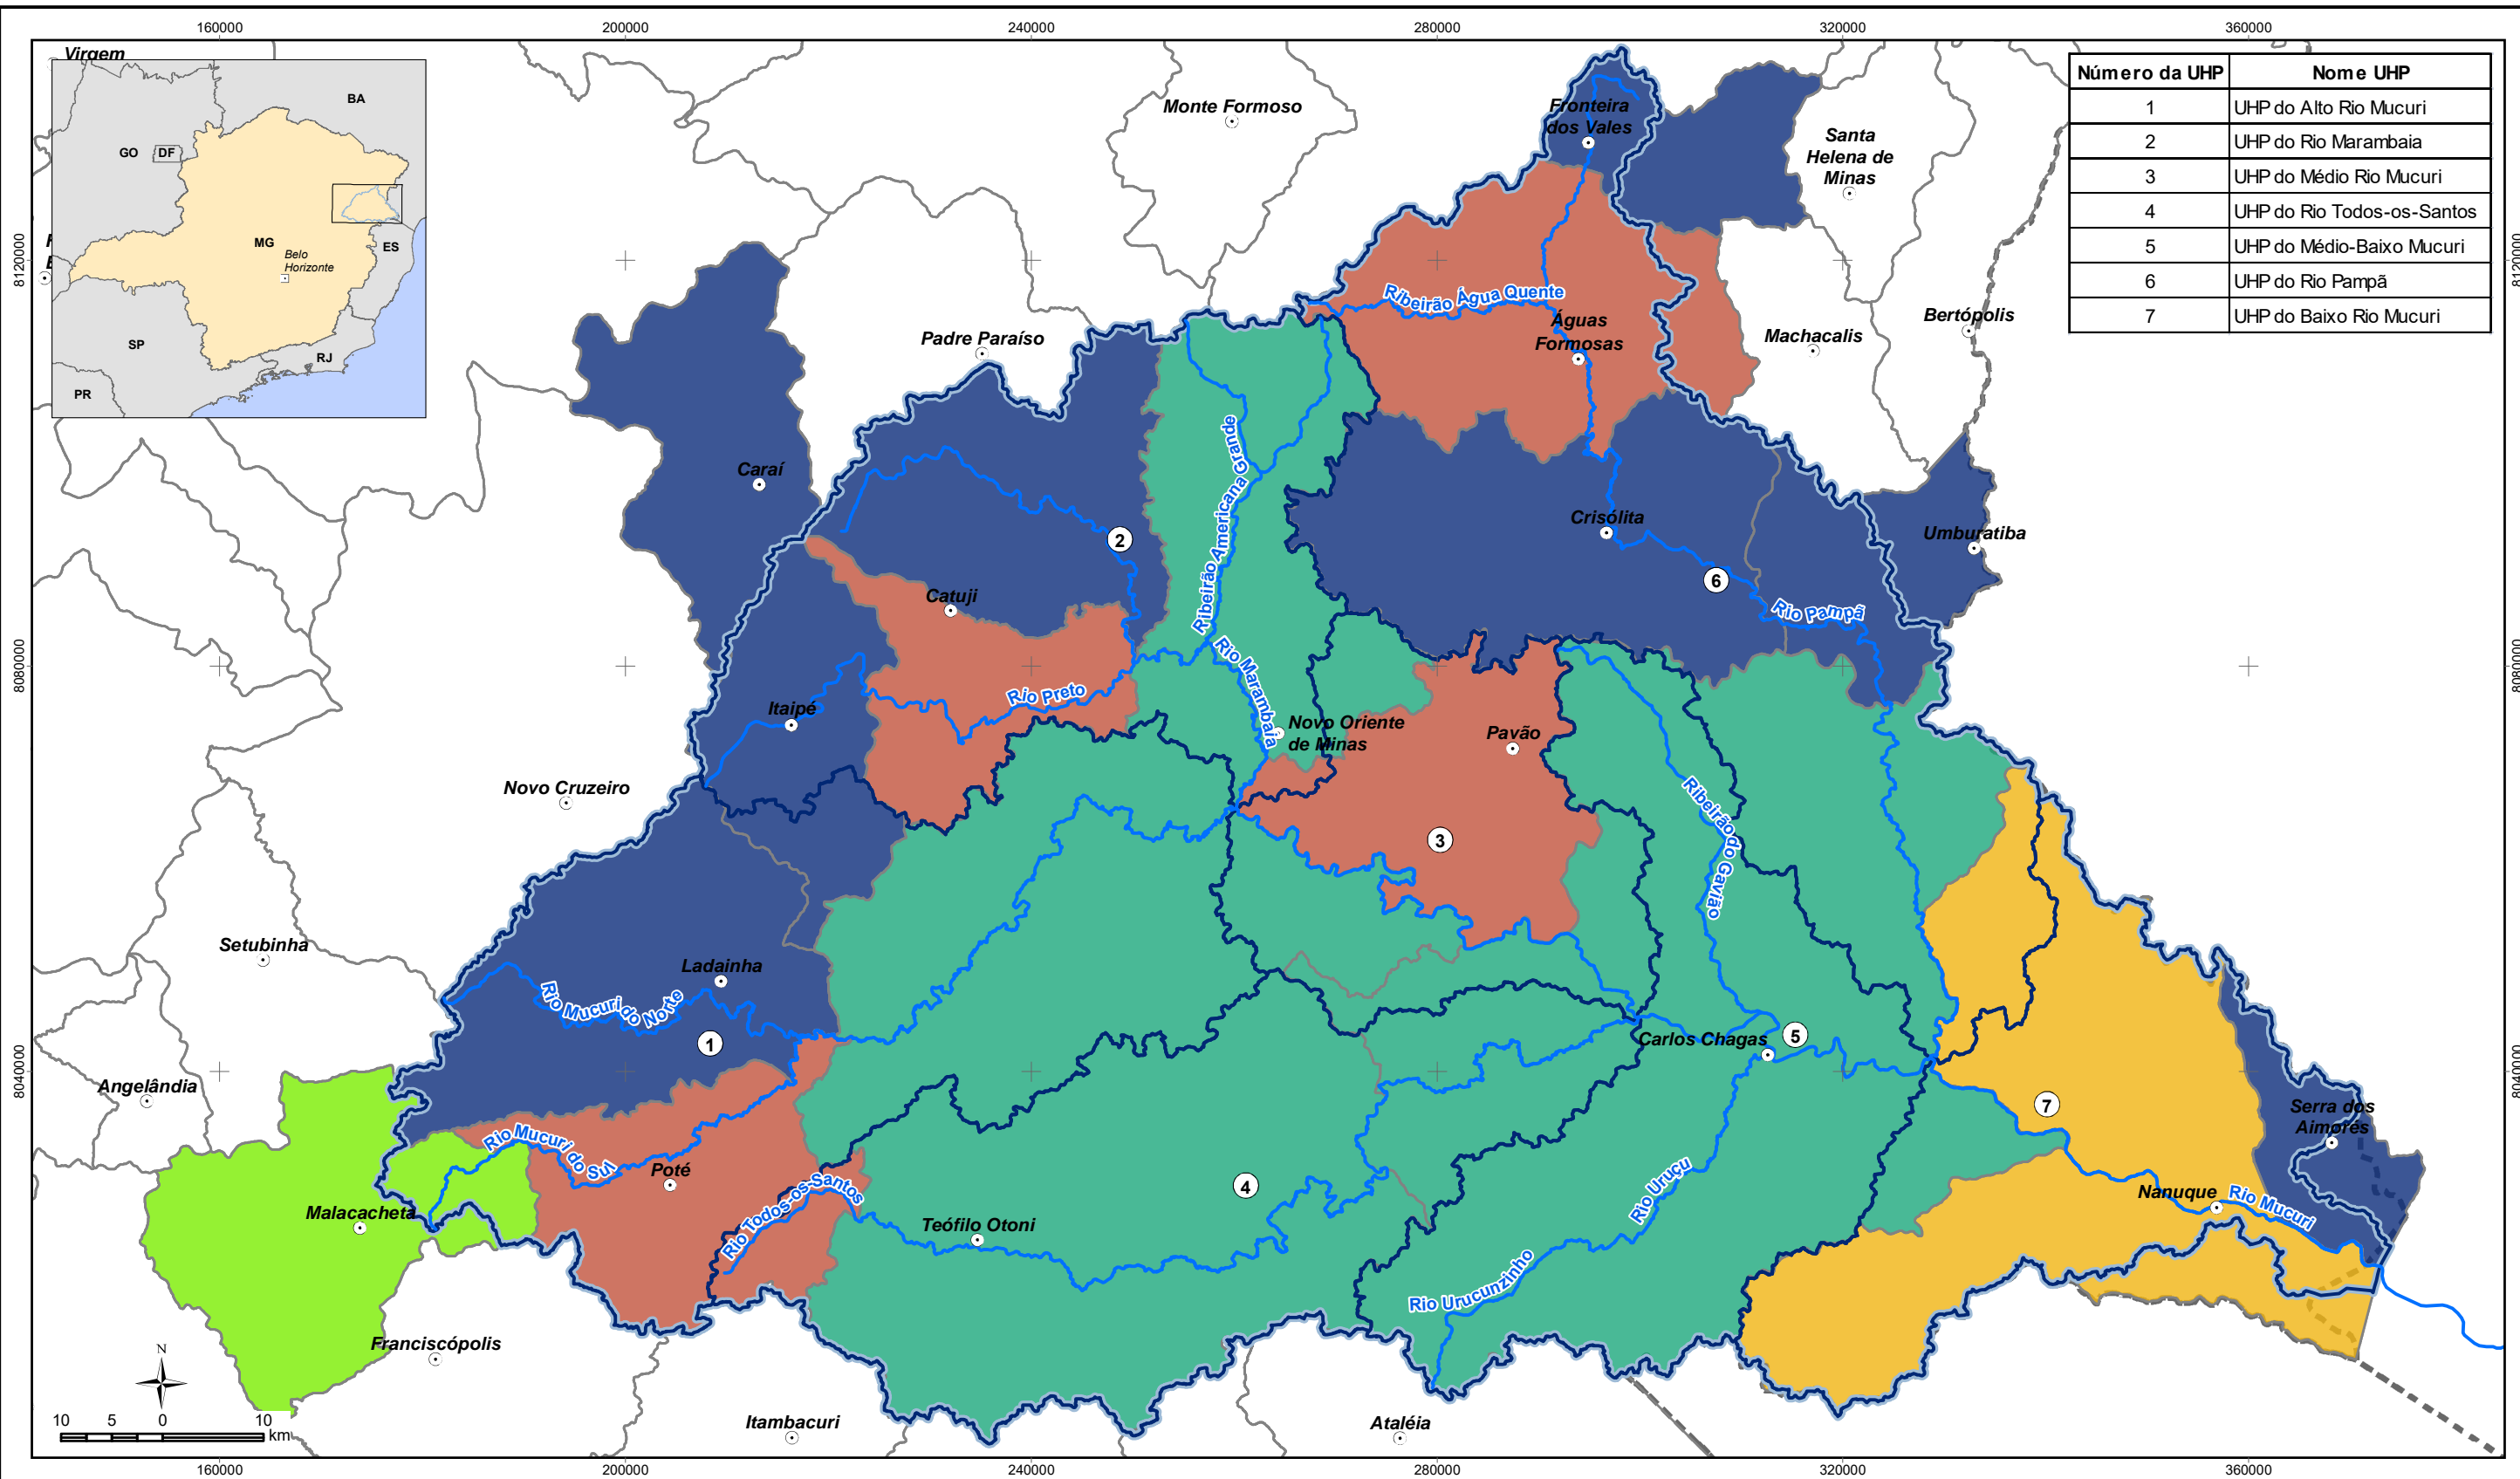 160000
200000
240000
280000
320000
360000
Virgem
BA
GO
DF
MG
Belo
Horizonte
ES
SP
RJ
PR
Número da UHP Nome UHP
1 UHP do Alto Rio Mucuri
2 UHP do Rio Marambaia
3 UHP do Médio Rio Mucuri
4 UHP do Rio Todos-os-Santos
5 UHP do Médio-Baixo Mucuri
6 UHP do Rio Pampã
7 UHP do Baixo Rio Mucuri
Monte Formoso
Fronteira
dos Vales
Santa
Helena de
Minas
8120000
8120000
Ribeirão Água Quente
Águas
Formosas
Padre Paraíso
Machacalis
Bertópolis
Caraí
Ribeirão Americana Grande
Crisólita
Umburatiba
2
6
Catuji
Rio Pampã
8080000
8080000
Rio Marambaia
Rio Preto
Itaipé
Novo Oriente
de Minas
Pavão
Novo Cruzeiro
Ribeirão do Gavião
3
Setubinha
Ladainha
Rio Mucuri do Norte
1
Carlos Chagas
5
8040000
8040000
Angelândia
7
Serra dos
Aimorés
Rio Mucuri do Sul
Poté
Rio Todos-os-Santos
4
Rio Uruçu
Nanuque
Rio Mucuri
Malacacheta
Teófilo Otoni
Rio Urucunzinho
Franciscópolis
N
10 5 0 10
km
Itambacuri
Ataléia
160000
200000
240000
280000
320000
360000